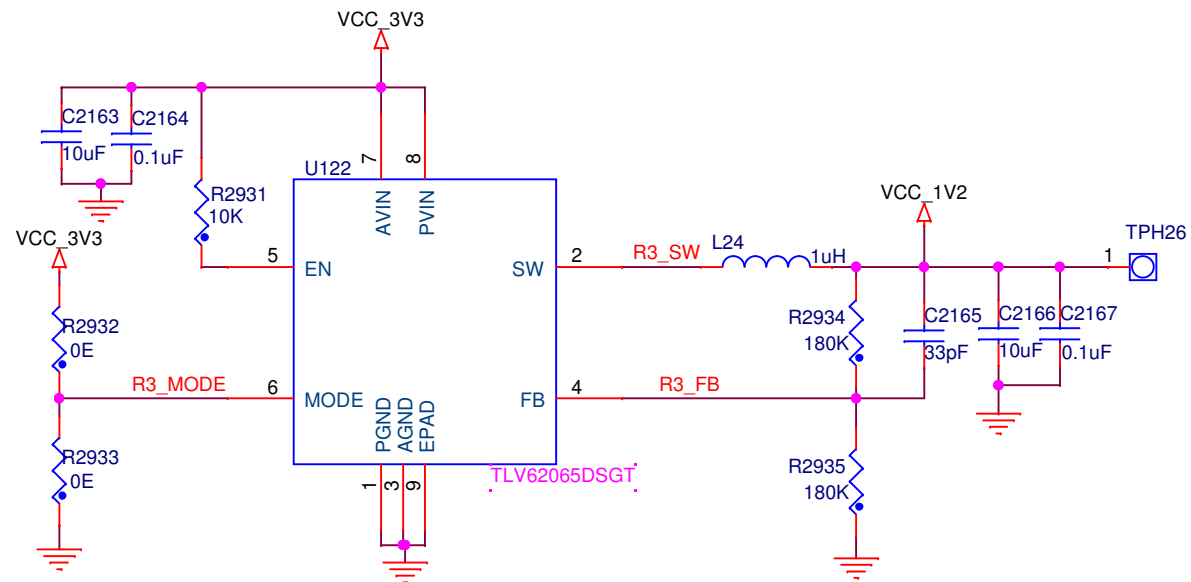 VCC_3V3
C2163
10uF
C2164
0.1uF
R2931
10K
U122
7
8
AVIN
PVIN
VCC_3V3
5
EN
R2932
0E
R3_MODE
6
MODE
R2933
0E
PGND
AGND
EPAD
1
3
9
TLV62065DSGT
SW
2
R3_SW
L24
1uH
VCC_1V2
TPH26
1
R2934
180K
C2165
33pF
C2166
10uF
C2167
0.1uF
FB
4
R3_FB
R2935
180K